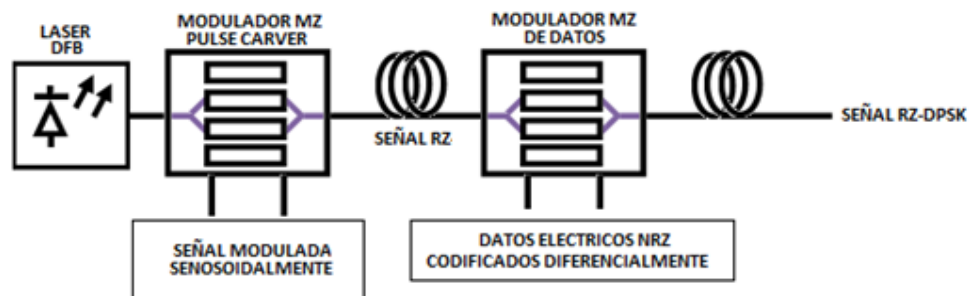 LASER
DFB
MODULADOR MZ
PULSE CARVER
MODULADOR MZ
DE DATOS
SEÑAL RZ
SEÑAL RZ-DPSK
SEÑAL MODULADA
SENOSOIDALMENTE
DATOS ELECTRICOS NRZ
CODIFICADOS DIFERENCIALMENTE